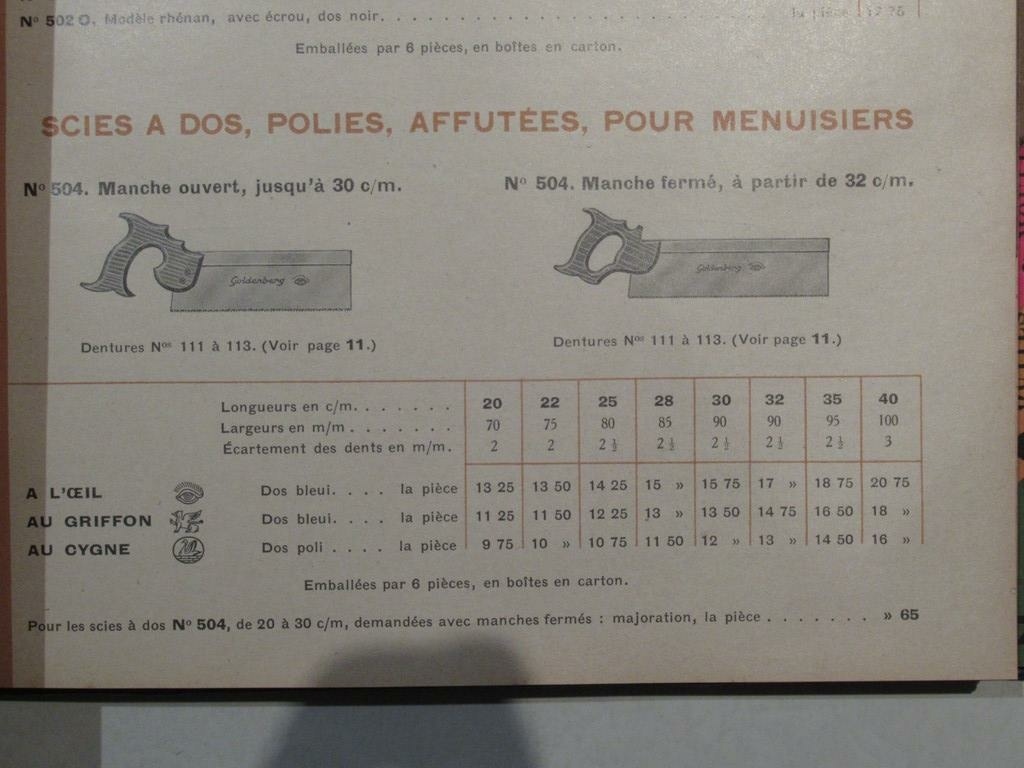 Nº 502 O. Modèle rhénan, avec écrou, dos noir. . . . . . . . . . . . . . . . . . . . . . la pièce 12 75
Emballées par 6 pièces, en boîtes en carton.
SCIES A DOS, POLIES, AFFUTÉES, POUR MENUISIERS
Nº 504. Manche ouvert, jusqu'à 30 c/m.
Nº 504. Manche fermé, à partir de 32 c/m.
Goldenberg
Goldenberg
Dentures Nos 111 à 113. (Voir page 11.)
Dentures Nos 111 à 113. (Voir page 11.)
Longueurs en c/m. . . . . . . 20 22 25 28 30 32 35 40
Largeurs en m/m . . . . . . . 70 75 80 85 90 90 95 100
Écartement des dents en m/m. 2 2 2 ½ 2 ½ 2 ½ 2 ½ 2 ½ 3
A L'ŒIL Dos bleui. . . . la pièce 13 25 13 50 14 25 15 » 15 75 17 » 18 75 20 75
AU GRIFFON Dos bleui. . . . la pièce 11 25 11 50 12 25 13 » 13 50 14 75 16 50 18 »
AU CYGNE Dos poli . . . . la pièce 9 75 10 » 10 75 11 50 12 » 13 » 14 50 16 »
Emballées par 6 pièces, en boîtes en carton.
Pour les scies à dos Nº 504, de 20 à 30 c/m, demandées avec manches fermés : majoration, la pièce . . . . . . . » 65